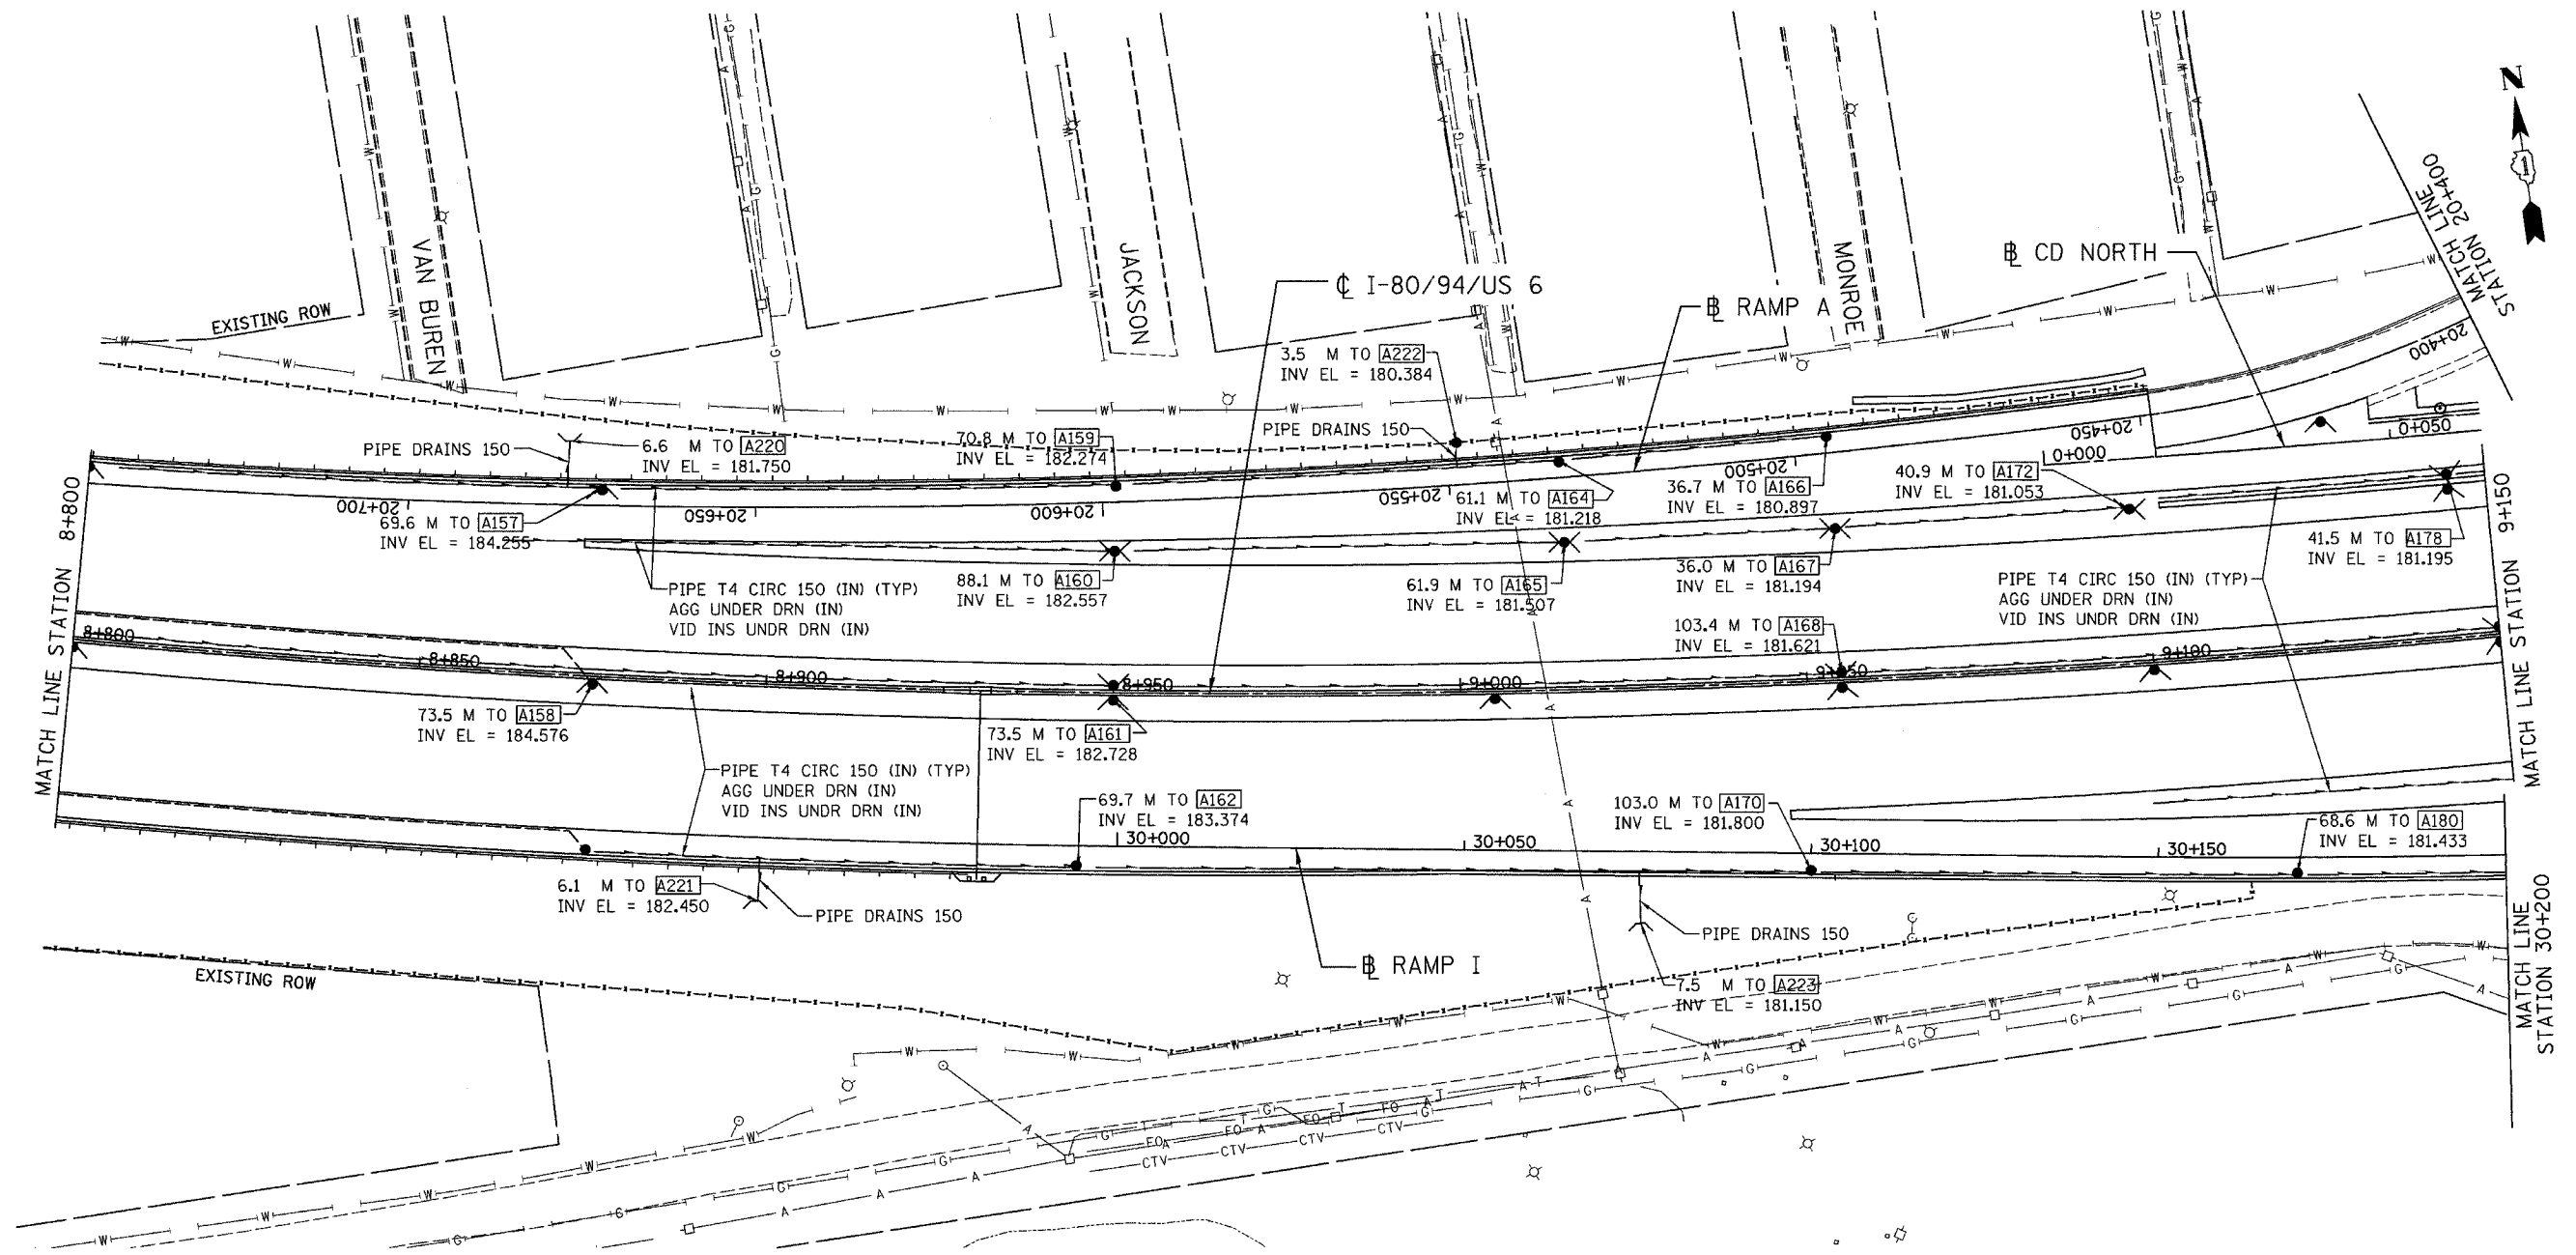 N
1
VAN BUREN
JACKSON
MONROE
EXISTING ROW
℄ I-80/94/US 6
BL RAMP A
BL CD NORTH
MATCH LINE
STATION 20+400
20+400
3.5 M TO A222
INV EL = 180.384
PIPE DRAINS 150
6.6 M TO A220
INV EL = 181.750
70.8 M TO A159
INV EL = 182.274
PIPE DRAINS 150
20+450
0+050
0+000
20+500
20+550
20+600
20+650
20+700
69.6 M TO A157
INV EL = 184.255
61.1 M TO A164
INV EL = 181.218
36.7 M TO A166
INV EL = 180.897
40.9 M TO A172
INV EL = 181.053
41.5 M TO A178
INV EL = 181.195
MATCH LINE STATION 8+800
MATCH LINE STATION 9+150
PIPE T4 CIRC 150 (IN) (TYP)
AGG UNDER DRN (IN)
VID INS UNDR DRN (IN)
88.1 M TO A160
INV EL = 182.557
61.9 M TO A165
INV EL = 181.507
36.0 M TO A167
INV EL = 181.194
PIPE T4 CIRC 150 (IN) (TYP)
AGG UNDER DRN (IN)
VID INS UNDR DRN (IN)
103.4 M TO A168
INV EL = 181.621
8+800
8+850
8+900
8+950
9+000
9+050
9+100
73.5 M TO A158
INV EL = 184.576
73.5 M TO A161
INV EL = 182.728
PIPE T4 CIRC 150 (IN) (TYP)
AGG UNDER DRN (IN)
VID INS UNDR DRN (IN)
69.7 M TO A162
INV EL = 183.374
103.0 M TO A170
INV EL = 181.800
68.6 M TO A180
INV EL = 181.433
30+000
30+050
30+100
30+150
6.1 M TO A221
INV EL = 182.450
PIPE DRAINS 150
BL RAMP I
PIPE DRAINS 150
7.5 M TO A223
INV EL = 181.150
EXISTING ROW
MATCH LINE
STATION 30+200